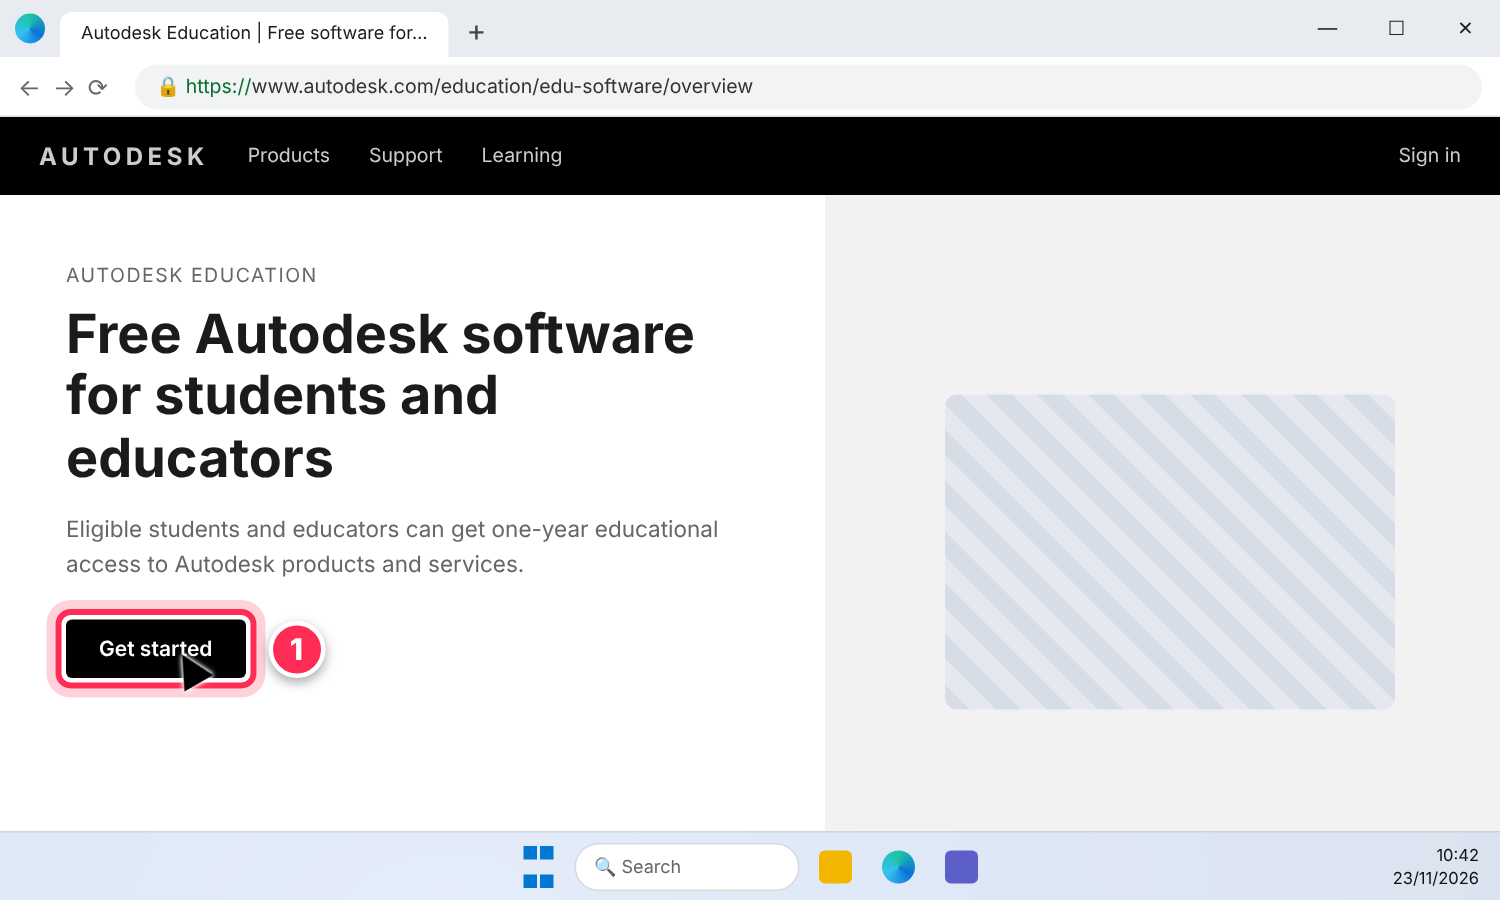 Autodesk Education | Free software for...
https://www.autodesk.com/education/edu-software/overview
AUTODESK Products Support Learning Sign in
AUTODESK EDUCATION
Free Autodesk software
for students and
educators
Eligible students and educators can get one-year educational
access to Autodesk products and services.
Get started
1
Search
10:42
23/11/2026